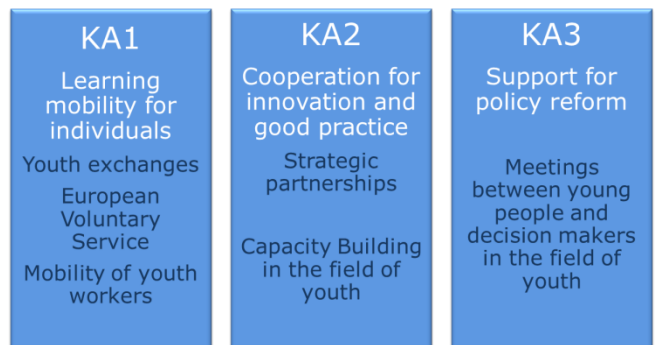 KA1
Learning
mobility for
individuals
Youth exchanges
European
Voluntary
Service
Mobility of youth
workers
KA2
Cooperation for
innovation and
good practice
Strategic
partnerships
Capacity Building
in the field of
youth
KA3
Support for
policy reform
Meetings
between young
people and
decision makers
in the field of
youth